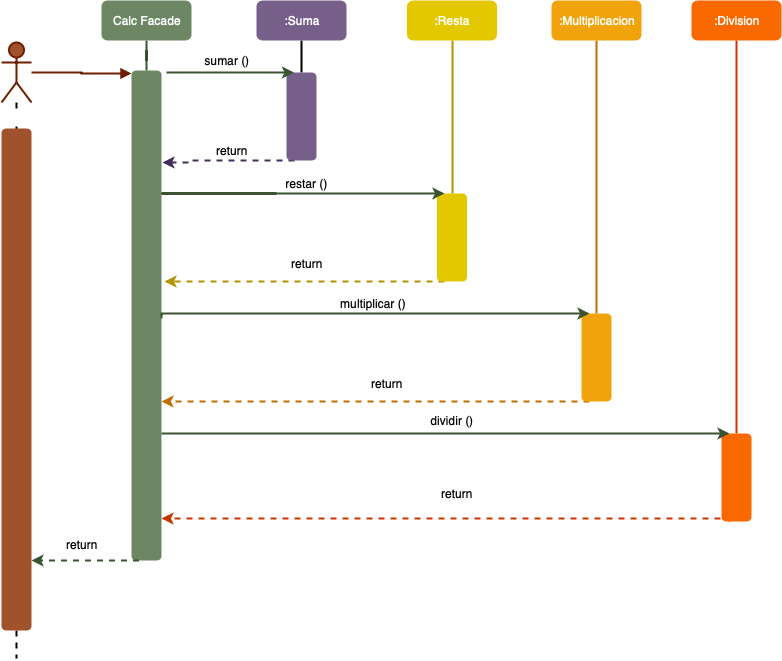 Calc Facade
:Suma
:Resta
:Multiplicacion
:Division
sumar ()
return
restar ()
return
multiplicar ()
return
dividir ()
return
return